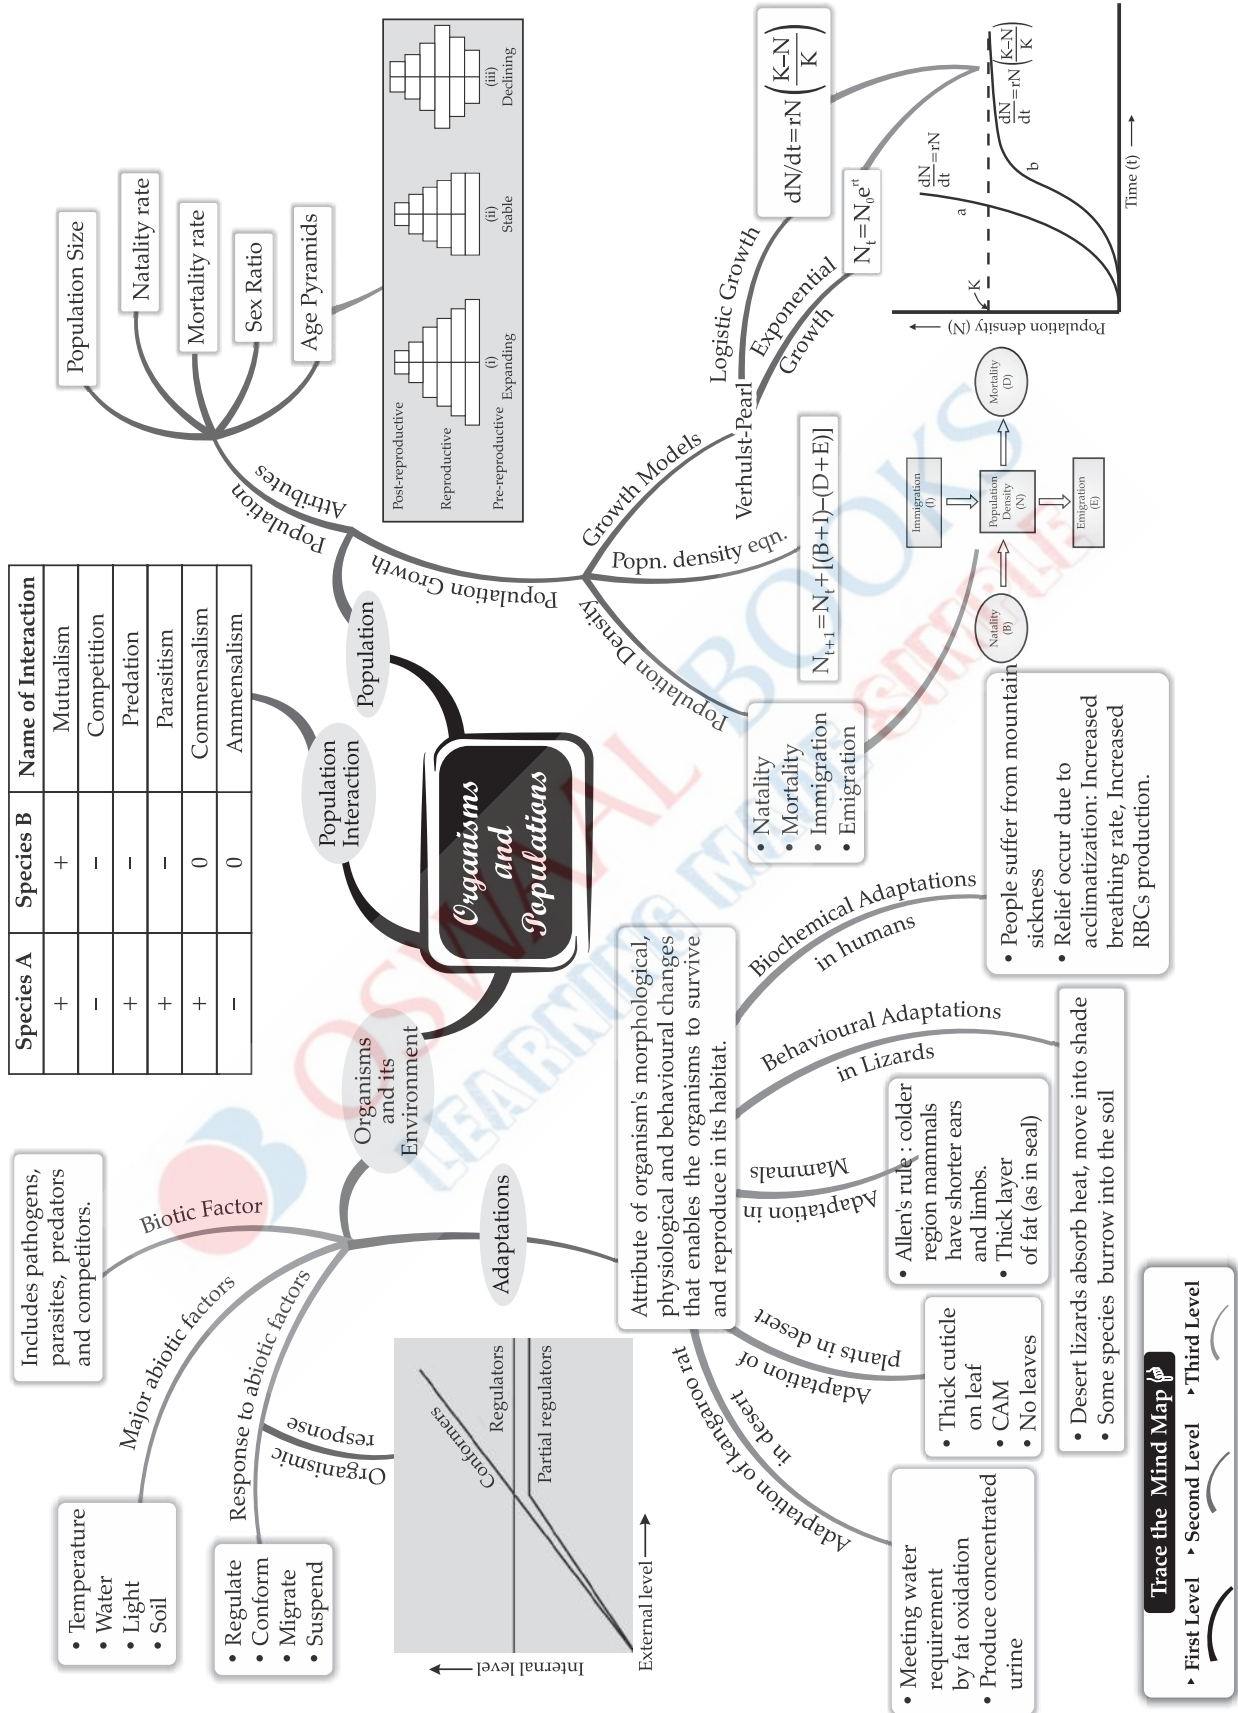 Organisms
and
Populations
Organisms
and its
Environment
Biotic Factor
Includes pathogens,
parasites, predators
and competitors.
Major abiotic factors
• Temperature
• Water
• Light
• Soil
Response to abiotic factors
• Regulate
• Conform
• Migrate
• Suspend
Organismic
response
Conformers
Regulators
Partial regulators
Internal level
External level
Adaptations
Attribute of organism's morphological,
physiological and behavioural changes
that enables the organisms to survive
and reproduce in its habitat.
Adaptation of kangaroo rat
in desert
• Meeting water
requirement
by fat oxidation
• Produce concentrated
urine
Adaptation of
plants in desert
• Thick cuticle
on leaf
• CAM
• No leaves
Adaptation in
Mammals
• Allen's rule : colder
region mammals
have shorter ears
and limbs.
• Thick layer
of fat (as in seal)
Behavioural Adaptations
in Lizards
• Desert lizards absorb heat, move into shade
• Some species burrow into the soil
Biochemical Adaptations
in humans
• People suffer from mountain
sickness
• Relief occur due to
acclimatization: Increased
breathing rate, Increased
RBCs production.
Population
Interaction
Species A Species B Name of Interaction
+ + Mutualism
– – Competition
+ – Predation
+ – Parasitism
+ 0 Commensalism
– 0 Ammensalism
Population
Population
Attributes
Population Size
Natality rate
Mortality rate
Sex Ratio
Age Pyramids
Post-reproductive
Reproductive
Pre-reproductive
(i)
Expanding
(ii)
Stable
(iii)
Declining
Population Growth
Growth Models
Verhulst-Pearl
Logistic Growth
dN/dt=rN(K–N/K)
Exponential
Growth
Nt=N0e^rt
Population density (N)
Time (t)
K
a
dN/dt=rN
b
dN/dt=rN(K–N/K)
Popn. density eqn.
Nt+1=Nt+[(B+I)–(D+E)]
Population Density
• Natality
• Mortality
• Immigration
• Emigration
Natality
(B)
Immigration
(I)
Population
Density
(N)
Emigration
(E)
Mortality
(D)
Trace the Mind Map
▸ First Level ▸ Second Level ▸ Third Level
OSWAAL BOOKS
LEARNING MADE SIMPLE